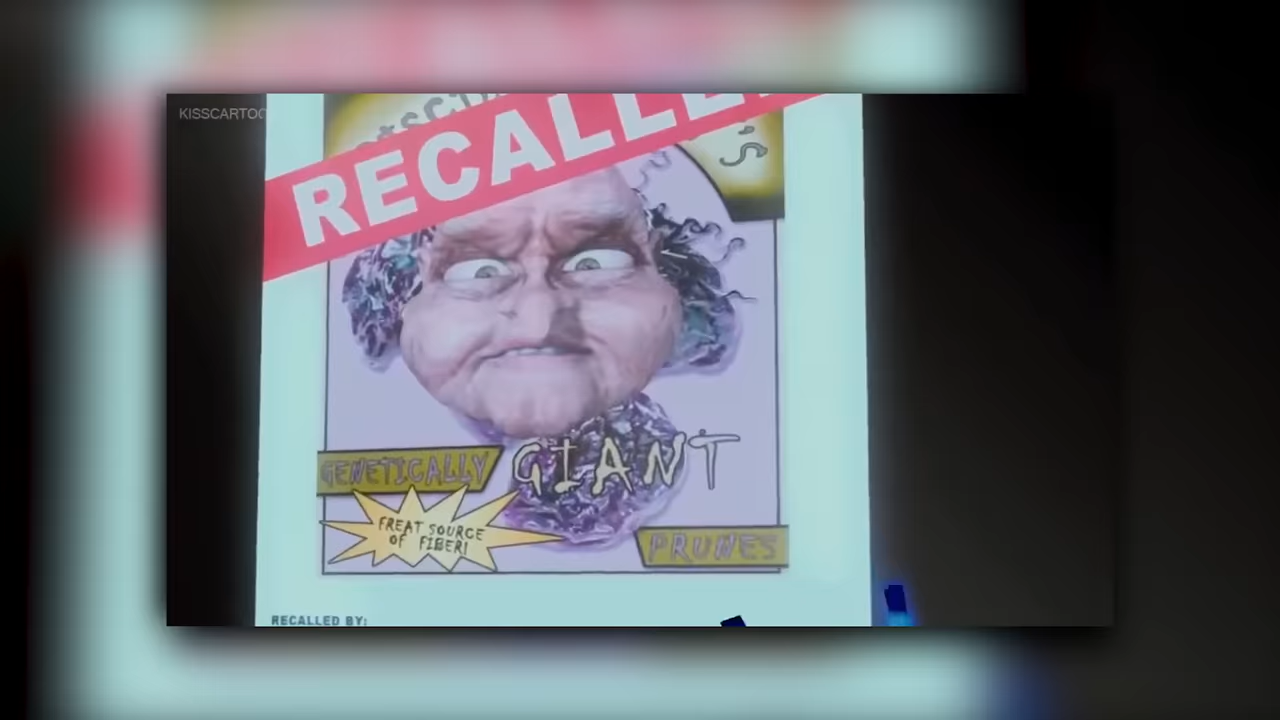 KISSCARTOO
RECALLE
GENETICALLY
GIANT
FREAT SOURCE
OF FIBER!
PRUNES
RECALLED BY: